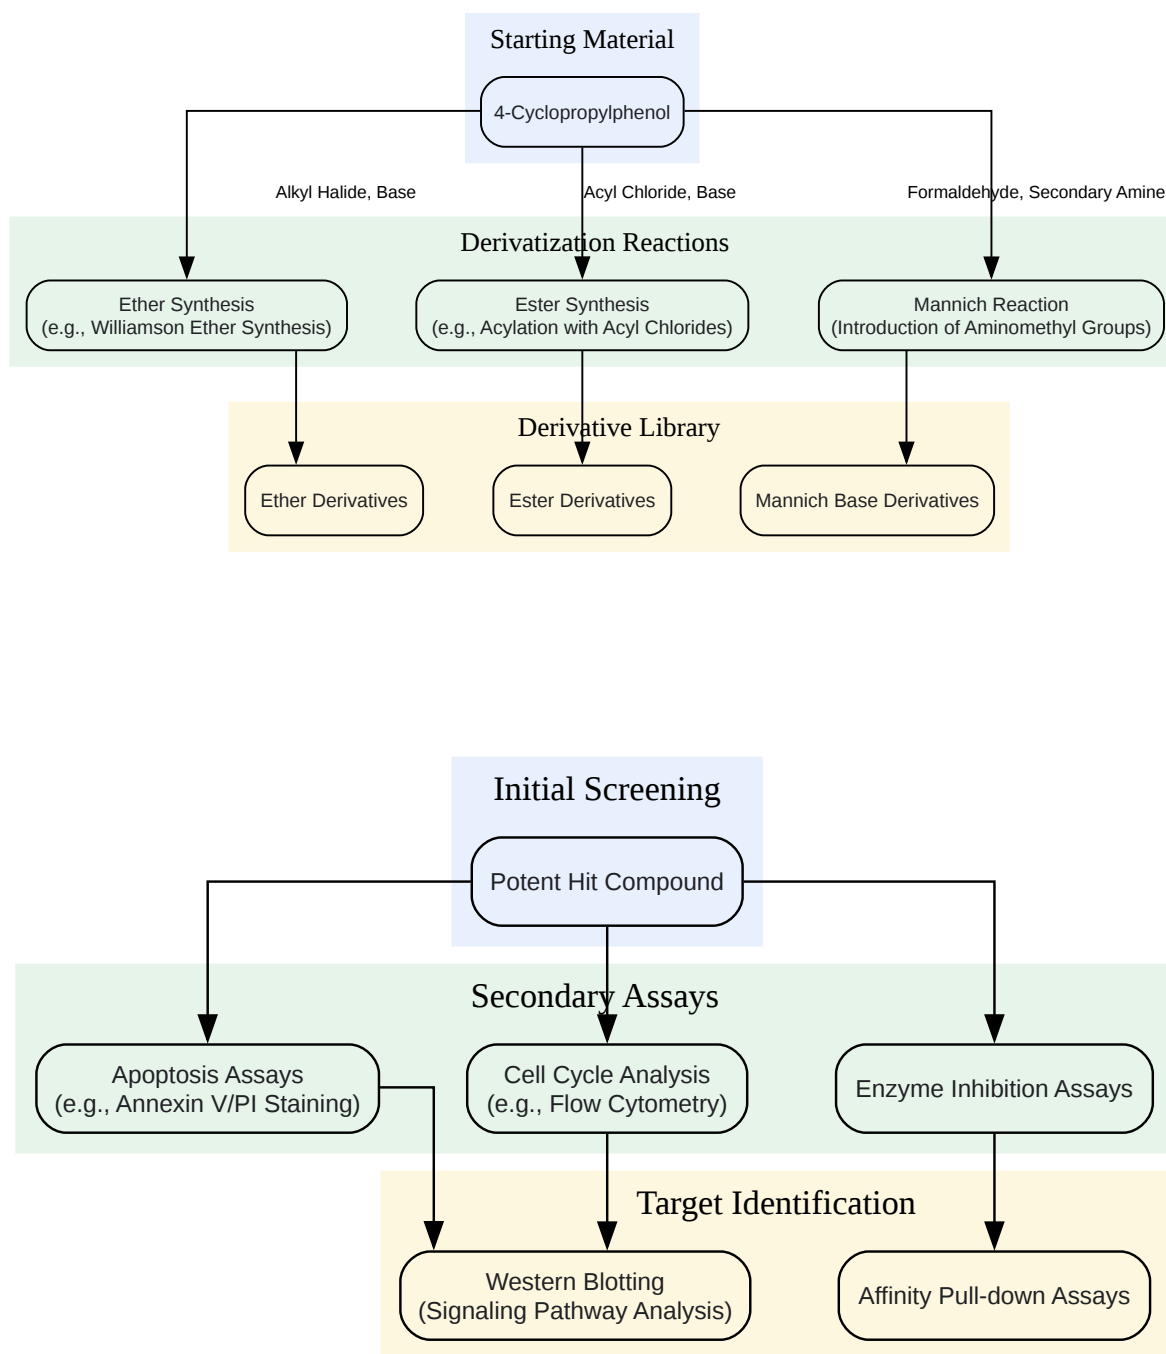 Starting Material
4-Cyclopropylphenol
Alkyl Halide, Base
Acyl Chloride, Base
Formaldehyde, Secondary Amine
Derivatization Reactions
Ether Synthesis
(e.g., Williamson Ether Synthesis)
Ester Synthesis
(e.g., Acylation with Acyl Chlorides)
Mannich Reaction
(Introduction of Aminomethyl Groups)
Derivative Library
Ether Derivatives
Ester Derivatives
Mannich Base Derivatives
Initial Screening
Potent Hit Compound
Secondary Assays
Apoptosis Assays
(e.g., Annexin V/PI Staining)
Cell Cycle Analysis
(e.g., Flow Cytometry)
Enzyme Inhibition Assays
Target Identification
Western Blotting
(Signaling Pathway Analysis)
Affinity Pull-down Assays